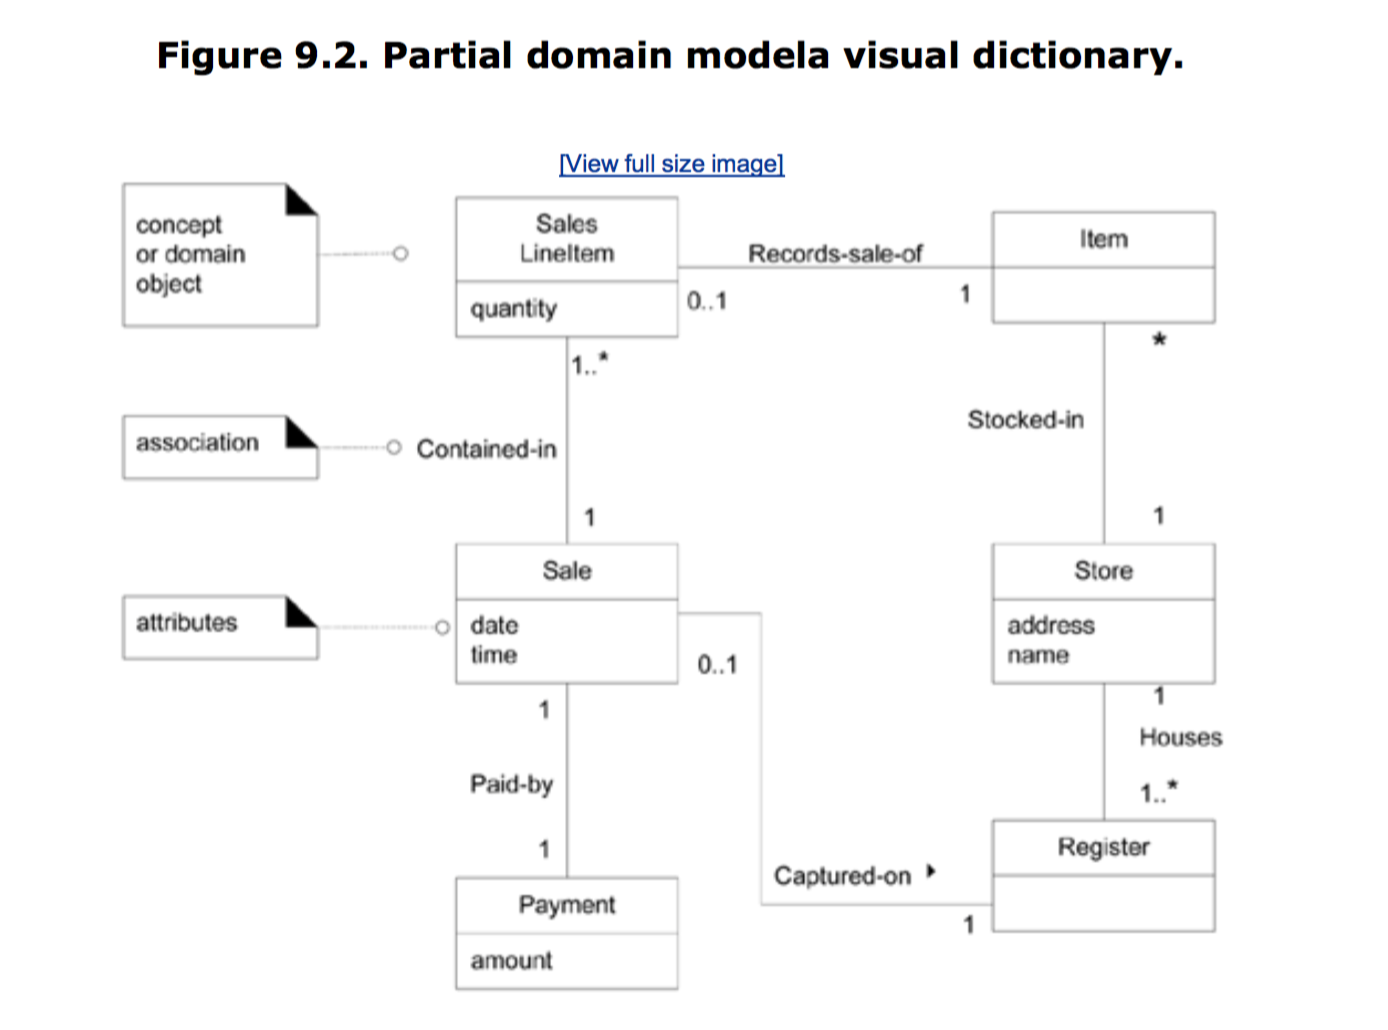 Figure 9.2. Partial domain modela visual dictionary.
[View full size image]
concept
or domain
object
Sales
LineItem
quantity
Records-sale-of
0..1
1
Item
1..*
*
association
Contained-in
Stocked-in
1
1
attributes
Sale
date
time
0..1
Store
address
name
1
1
Houses
Paid-by
1..*
1
Captured-on
1
Register
Payment
amount